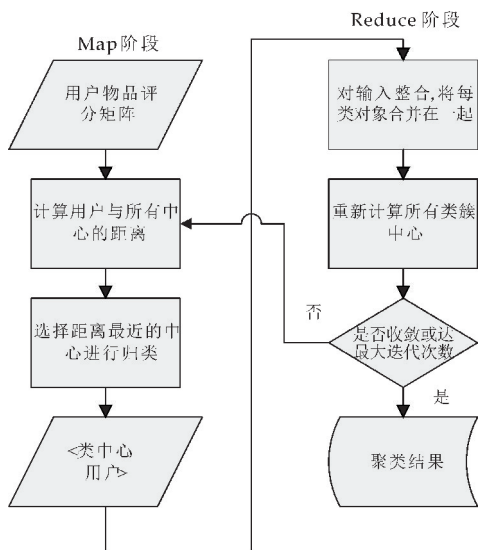 Map阶段
用户物品评
分矩阵
计算用户与所有中
心的距离
选择距离最近的中
心进行归类
<类中心
用户>
Reduce阶段
对输入整合,将每
类对象合并在一起
重新计算所有类簇
中心
是否收敛或达
最大迭代次数
否
是
聚类结果